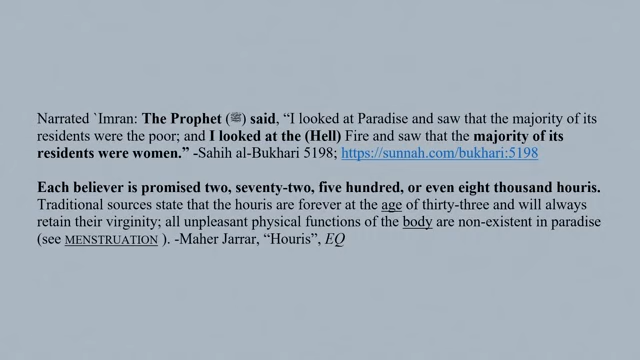 Narrated `Imran: The Prophet (ﷺ) said, “I looked at Paradise and saw that the majority of its
residents were the poor; and I looked at the (Hell) Fire and saw that the majority of its
residents were women.” -Sahih al-Bukhari 5198; https://sunnah.com/bukhari:5198
Each believer is promised two, seventy-two, five hundred, or even eight thousand houris.
Traditional sources state that the houris are forever at the age of thirty-three and will always
retain their virginity; all unpleasant physical functions of the body are non-existent in paradise
(see MENSTRUATION ). -Maher Jarrar, “Houris”, EQ